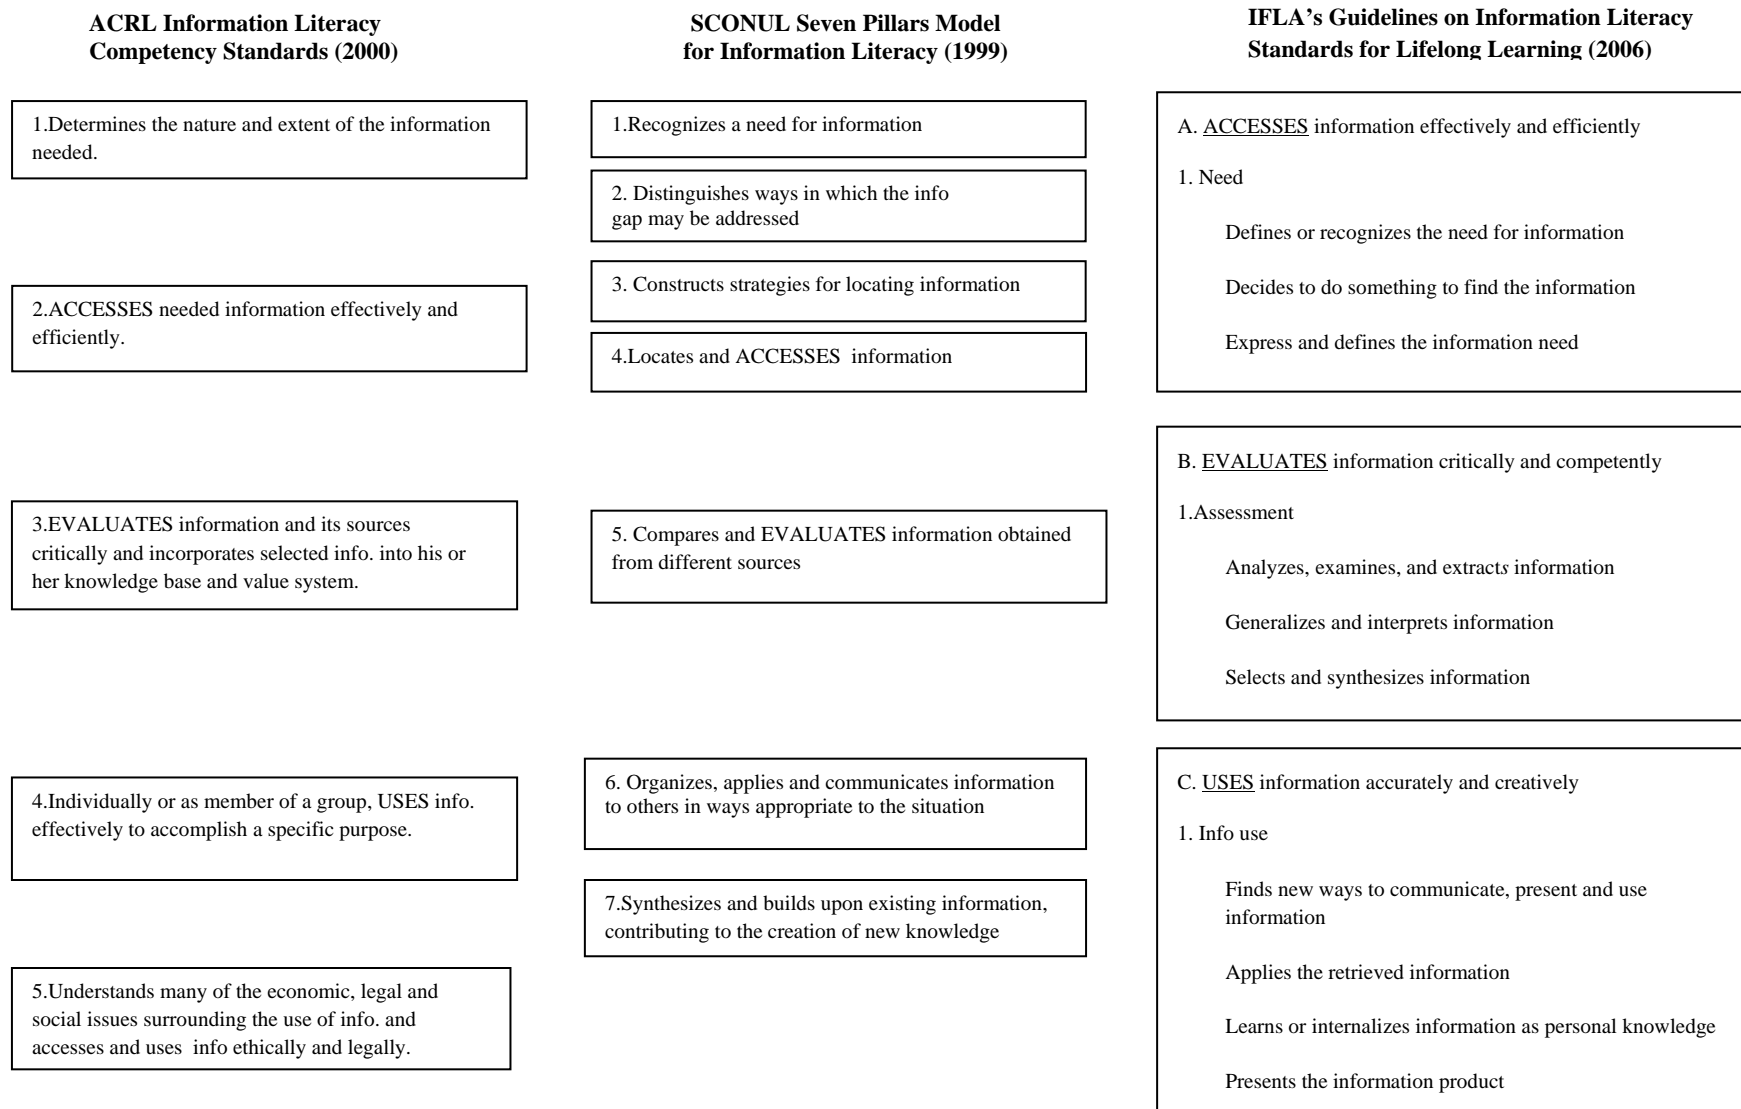 ACRL Information Literacy
Competency Standards (2000)
1.Determines the nature and extent of the information
needed.
2.ACCESSES needed information effectively and
efficiently.
3.EVALUATES information and its sources
critically and incorporates selected info. into his or
her knowledge base and value system.
4.Individually or as member of a group, USES info.
effectively to accomplish a specific purpose.
5.Understands many of the economic, legal and
social issues surrounding the use of info. and
accesses and uses info ethically and legally.
SCONUL Seven Pillars Model
for Information Literacy (1999)
1.Recognizes a need for information
2. Distinguishes ways in which the info
gap may be addressed
3. Constructs strategies for locating information
4.Locates and ACCESSES information
5. Compares and EVALUATES information obtained
from different sources
6. Organizes, applies and communicates information
to others in ways appropriate to the situation
7.Synthesizes and builds upon existing information,
contributing to the creation of new knowledge
IFLA’s Guidelines on Information Literacy
Standards for Lifelong Learning (2006)
A. ACCESSES information effectively and efficiently
1. Need
Defines or recognizes the need for information
Decides to do something to find the information
Express and defines the information need
B. EVALUATES information critically and competently
1.Assessment
Analyzes, examines, and extracts information
Generalizes and interprets information
Selects and synthesizes information
C. USES information accurately and creatively
1. Info use
Finds new ways to communicate, present and use
information
Applies the retrieved information
Learns or internalizes information as personal knowledge
Presents the information product